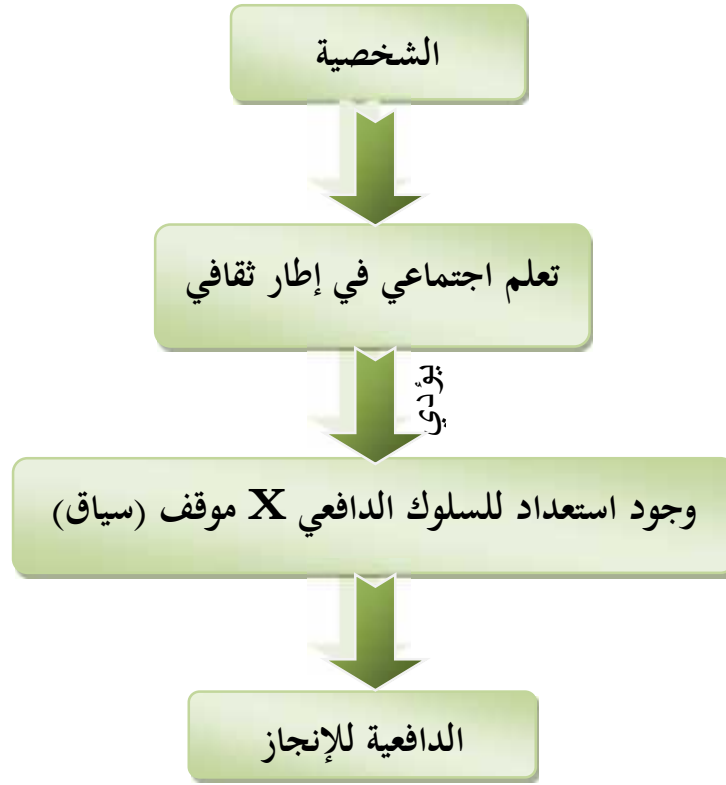 الشخصية
تعلم اجتماعي في إطار ثقافي
يؤدي
وجود استعداد للسلوك الدافعي X موقف (سياق)
الدافعية للإنجاز